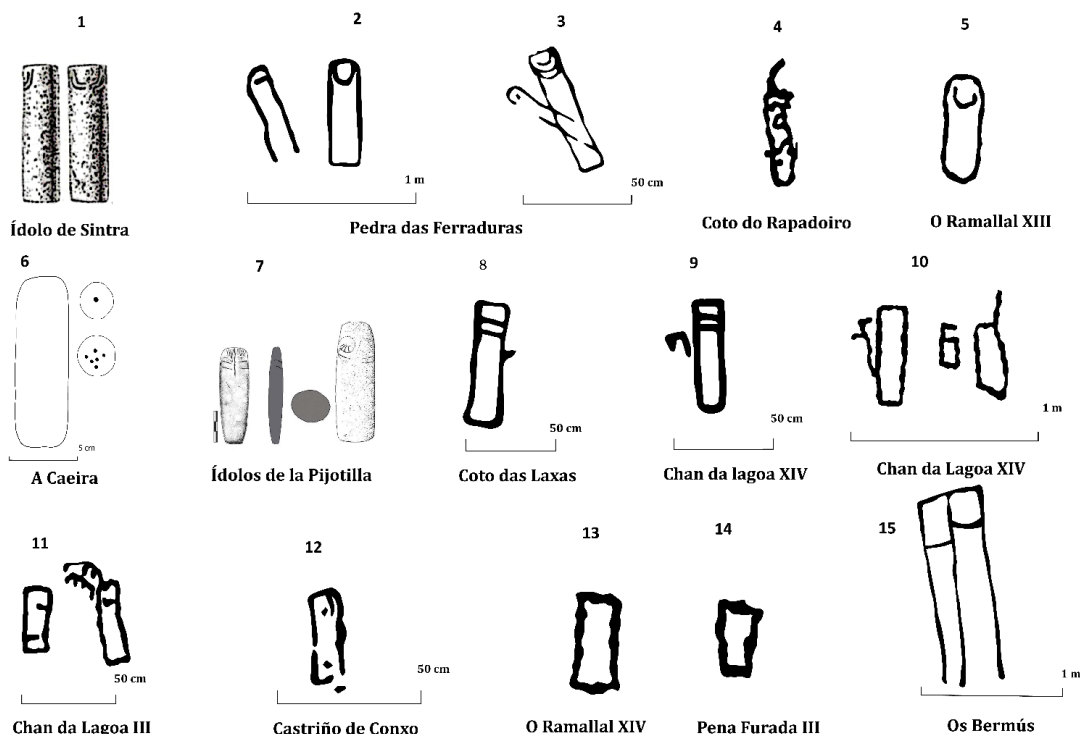 1
2
3
4
5
1 m
50 cm
Ídolo de Sintra
Pedra das Ferraduras
Coto do Rapadoiro
O Ramallal XIII
6
7
8
9
10
5 cm
50 cm
50 cm
1 m
A Caeira
Ídolos de la Pijotilla
Coto das Laxas
Chan da lagoa XIV
Chan da Lagoa XIV
11
12
13
14
15
50 cm
50 cm
1 m
Chan da Lagoa III
Castriño de Conxo
O Ramallal XIV
Pena Furada III
Os Bermús